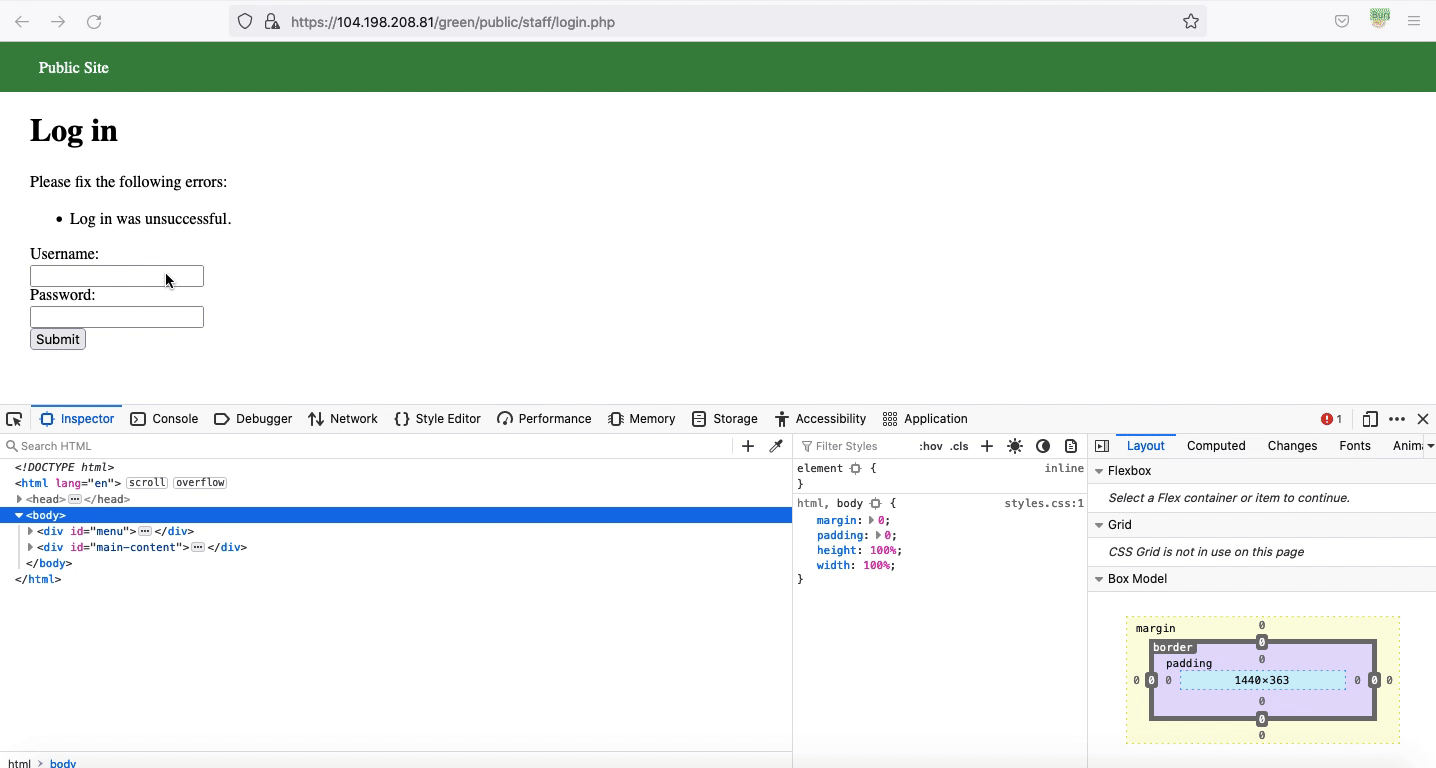 https://104.198.208.81/green/public/staff/login.php
Public Site
Log in
Please fix the following errors:
• Log in was unsuccessful.
Username:
Password:
Submit
Inspector Console Debugger Network {} Style Editor Performance Memory Storage Accessibility Application 1
Search HTML
<!DOCTYPE html>
<html lang="en"> scroll overflow
<head> </head>
<body>
<div id="menu"> </div>
<div id="main-content"> </div>
</body>
</html>
html > body
Filter Styles :hov .cls
element { inline
}
html, body { styles.css:1
margin: 0;
padding: 0;
height: 100%;
width: 100%;
}
Layout Computed Changes Fonts Anim
Flexbox
Select a Flex container or item to continue.
Grid
CSS Grid is not in use on this page
Box Model
margin 0
border 0
padding 0
0 0 0 1440×363 0 0 0
0
0
0